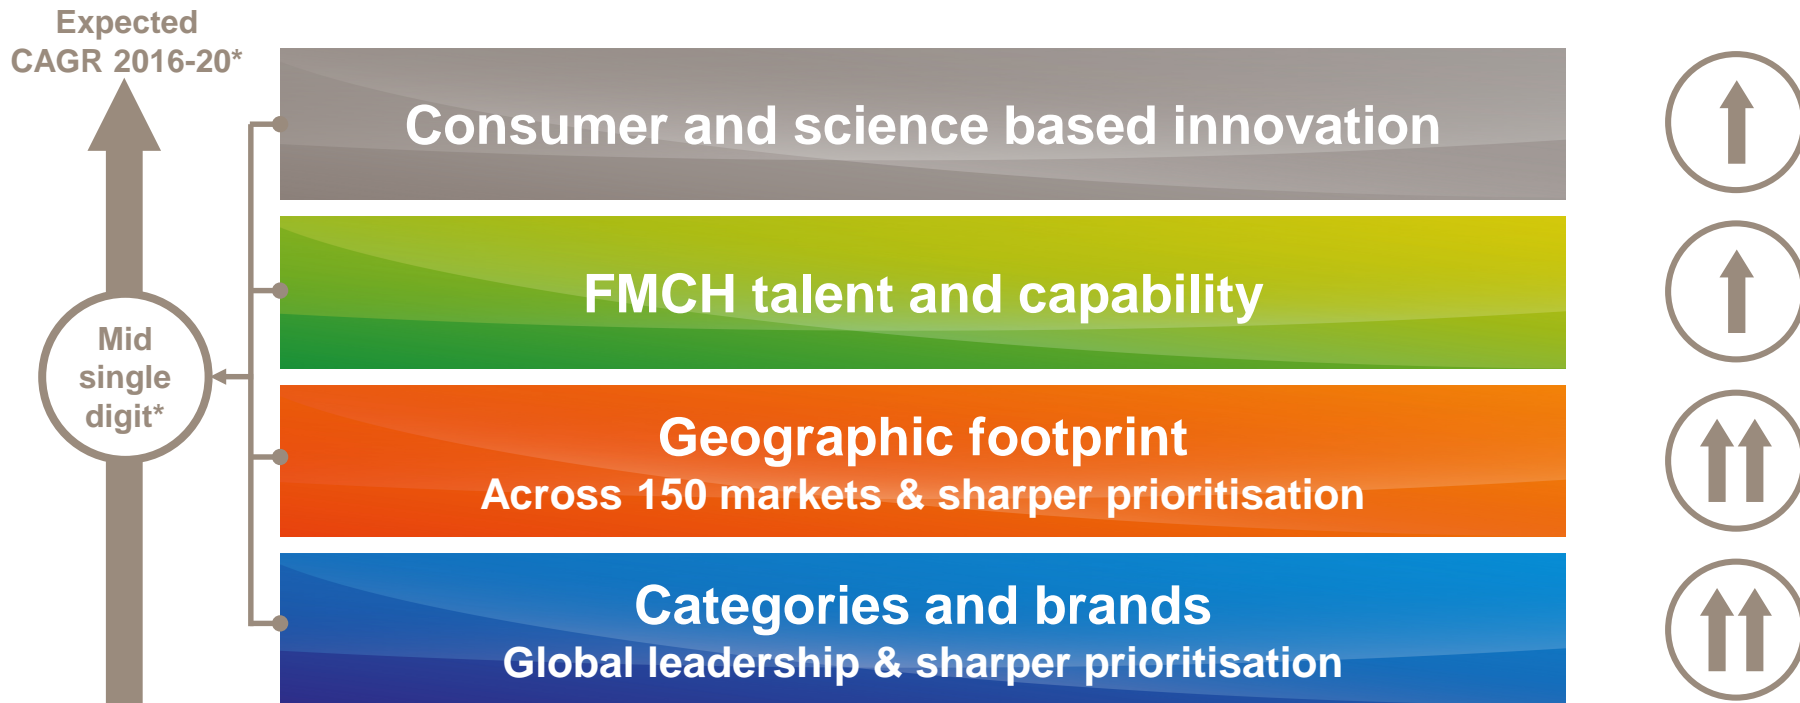 Expected
CAGR 2016-20*
Consumer and science based innovation
FMCH talent and capability
Mid
single
digit*
Geographic footprint
Across 150 markets & sharper prioritisation
Categories and brands
Global leadership & sharper prioritisation